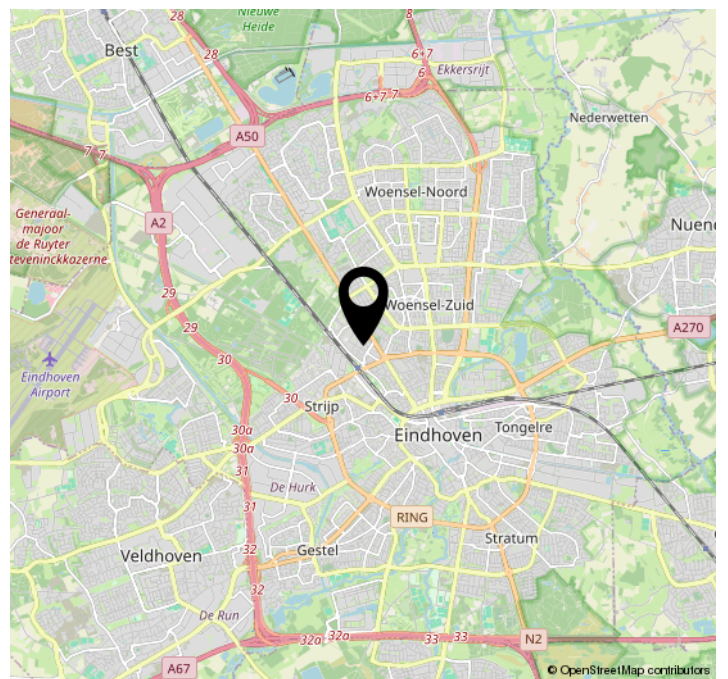 28
Nieuwe
Heide
8
Best
28
6+7
6
Ekkersrijt
6+7
7
Nederwetten
A50
7
7
Woensel-Noord
Generaal-
majoor
de Ruyter
teveninckkazerne
A2
Nuen
29
Woensel-Zuid
29
A270
30
Eindhoven
Airport
30
Strijp
30a
Eindhoven
Tongelre
30a
31
De Hurk
31
RING
32
Gestel
Stratum
Veldhoven
32
De Run
32a
32a
33
33
N2
A67
© OpenStreetMap contributors